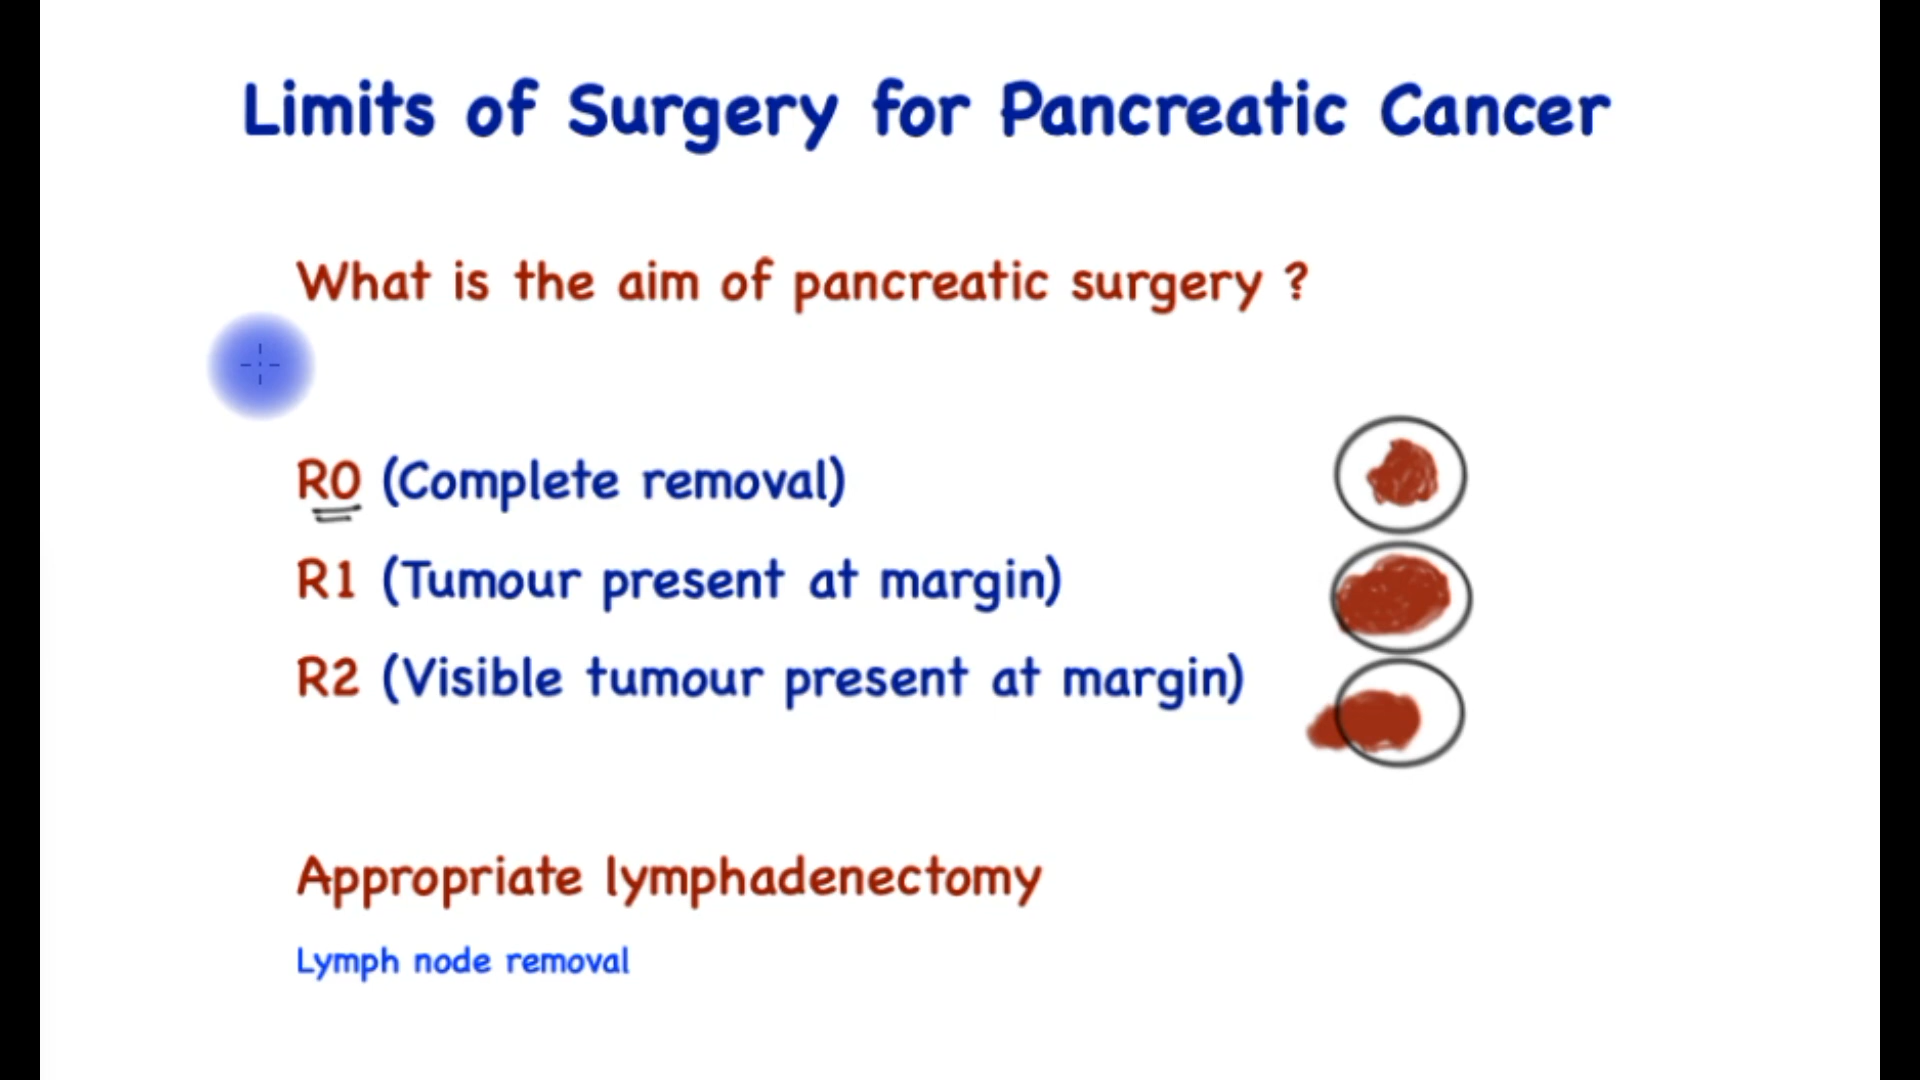 Limits of Surgery for Pancreatic Cancer
What is the aim of pancreatic surgery ?
R0 (Complete removal)
R1 (Tumour present at margin)
R2 (Visible tumour present at margin)
Appropriate lymphadenectomy
Lymph node removal